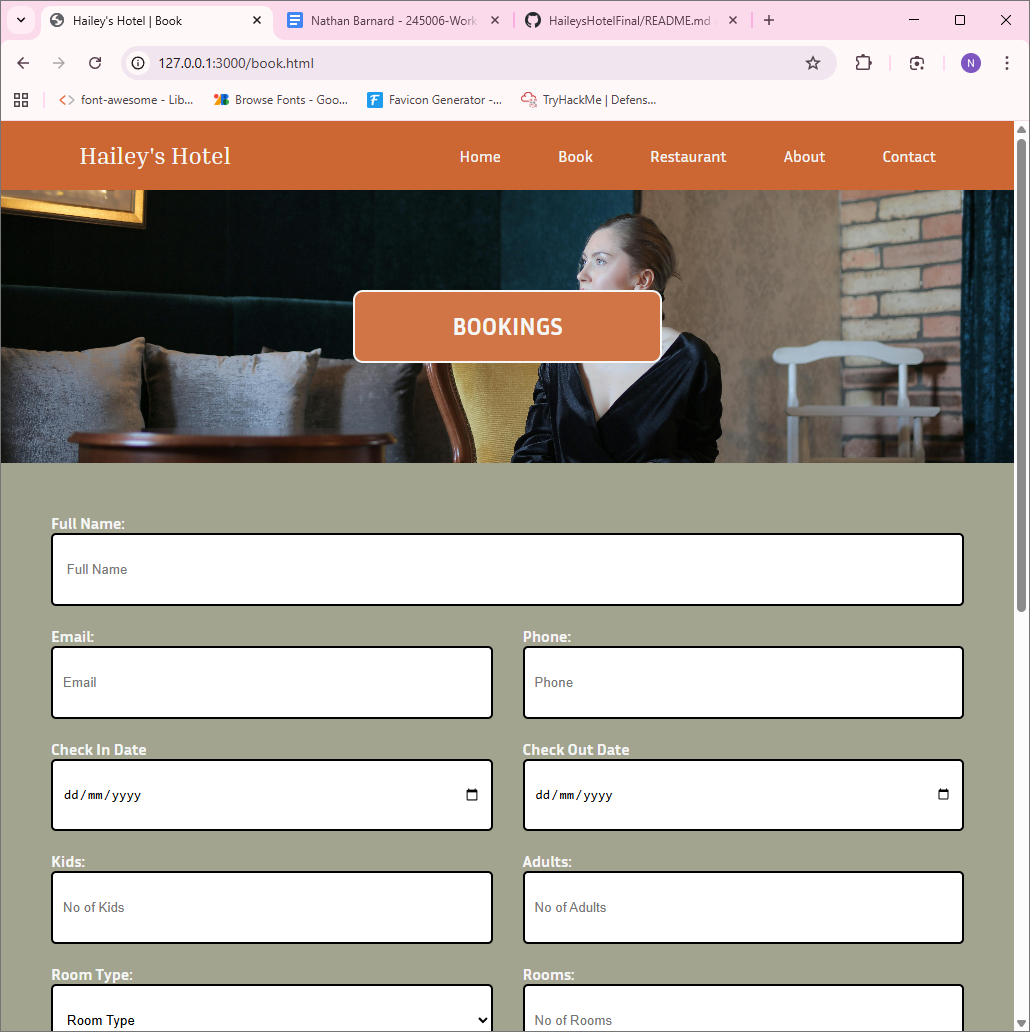 Hailey's Hotel | Book
Nathan Barnard - 245006-Work
HaileysHotelFinal/README.md
127.0.0.1:3000/book.html
N
font-awesome - Lib...
Browse Fonts - Goo...
F
Favicon Generator -...
TryHackMe | Defens...
Hailey's Hotel
Home
Book
Restaurant
About
Contact
BOOKINGS
Full Name:
Full Name
Email:
Phone:
Email
Phone
Check In Date
Check Out Date
dd/mm/yyyy
dd/mm/yyyy
Kids:
Adults:
No of Kids
No of Adults
Room Type:
Rooms:
Room Type
No of Rooms